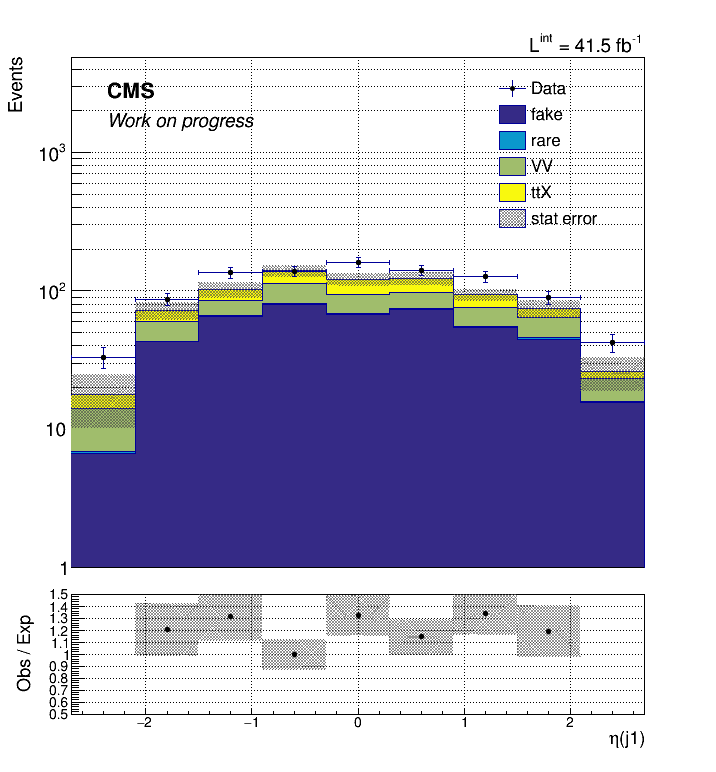 L^int = 41.5 fb^-1
Events
CMS
Work on progress
Data
fake
rare
VV
ttX
stat error
10^3
10^2
10
1
Obs / Exp
1.5
1.4
1.3
1.2
1.1
1
0.9
0.8
0.7
0.6
0.5
−2
−1
0
1
2
η(j1)